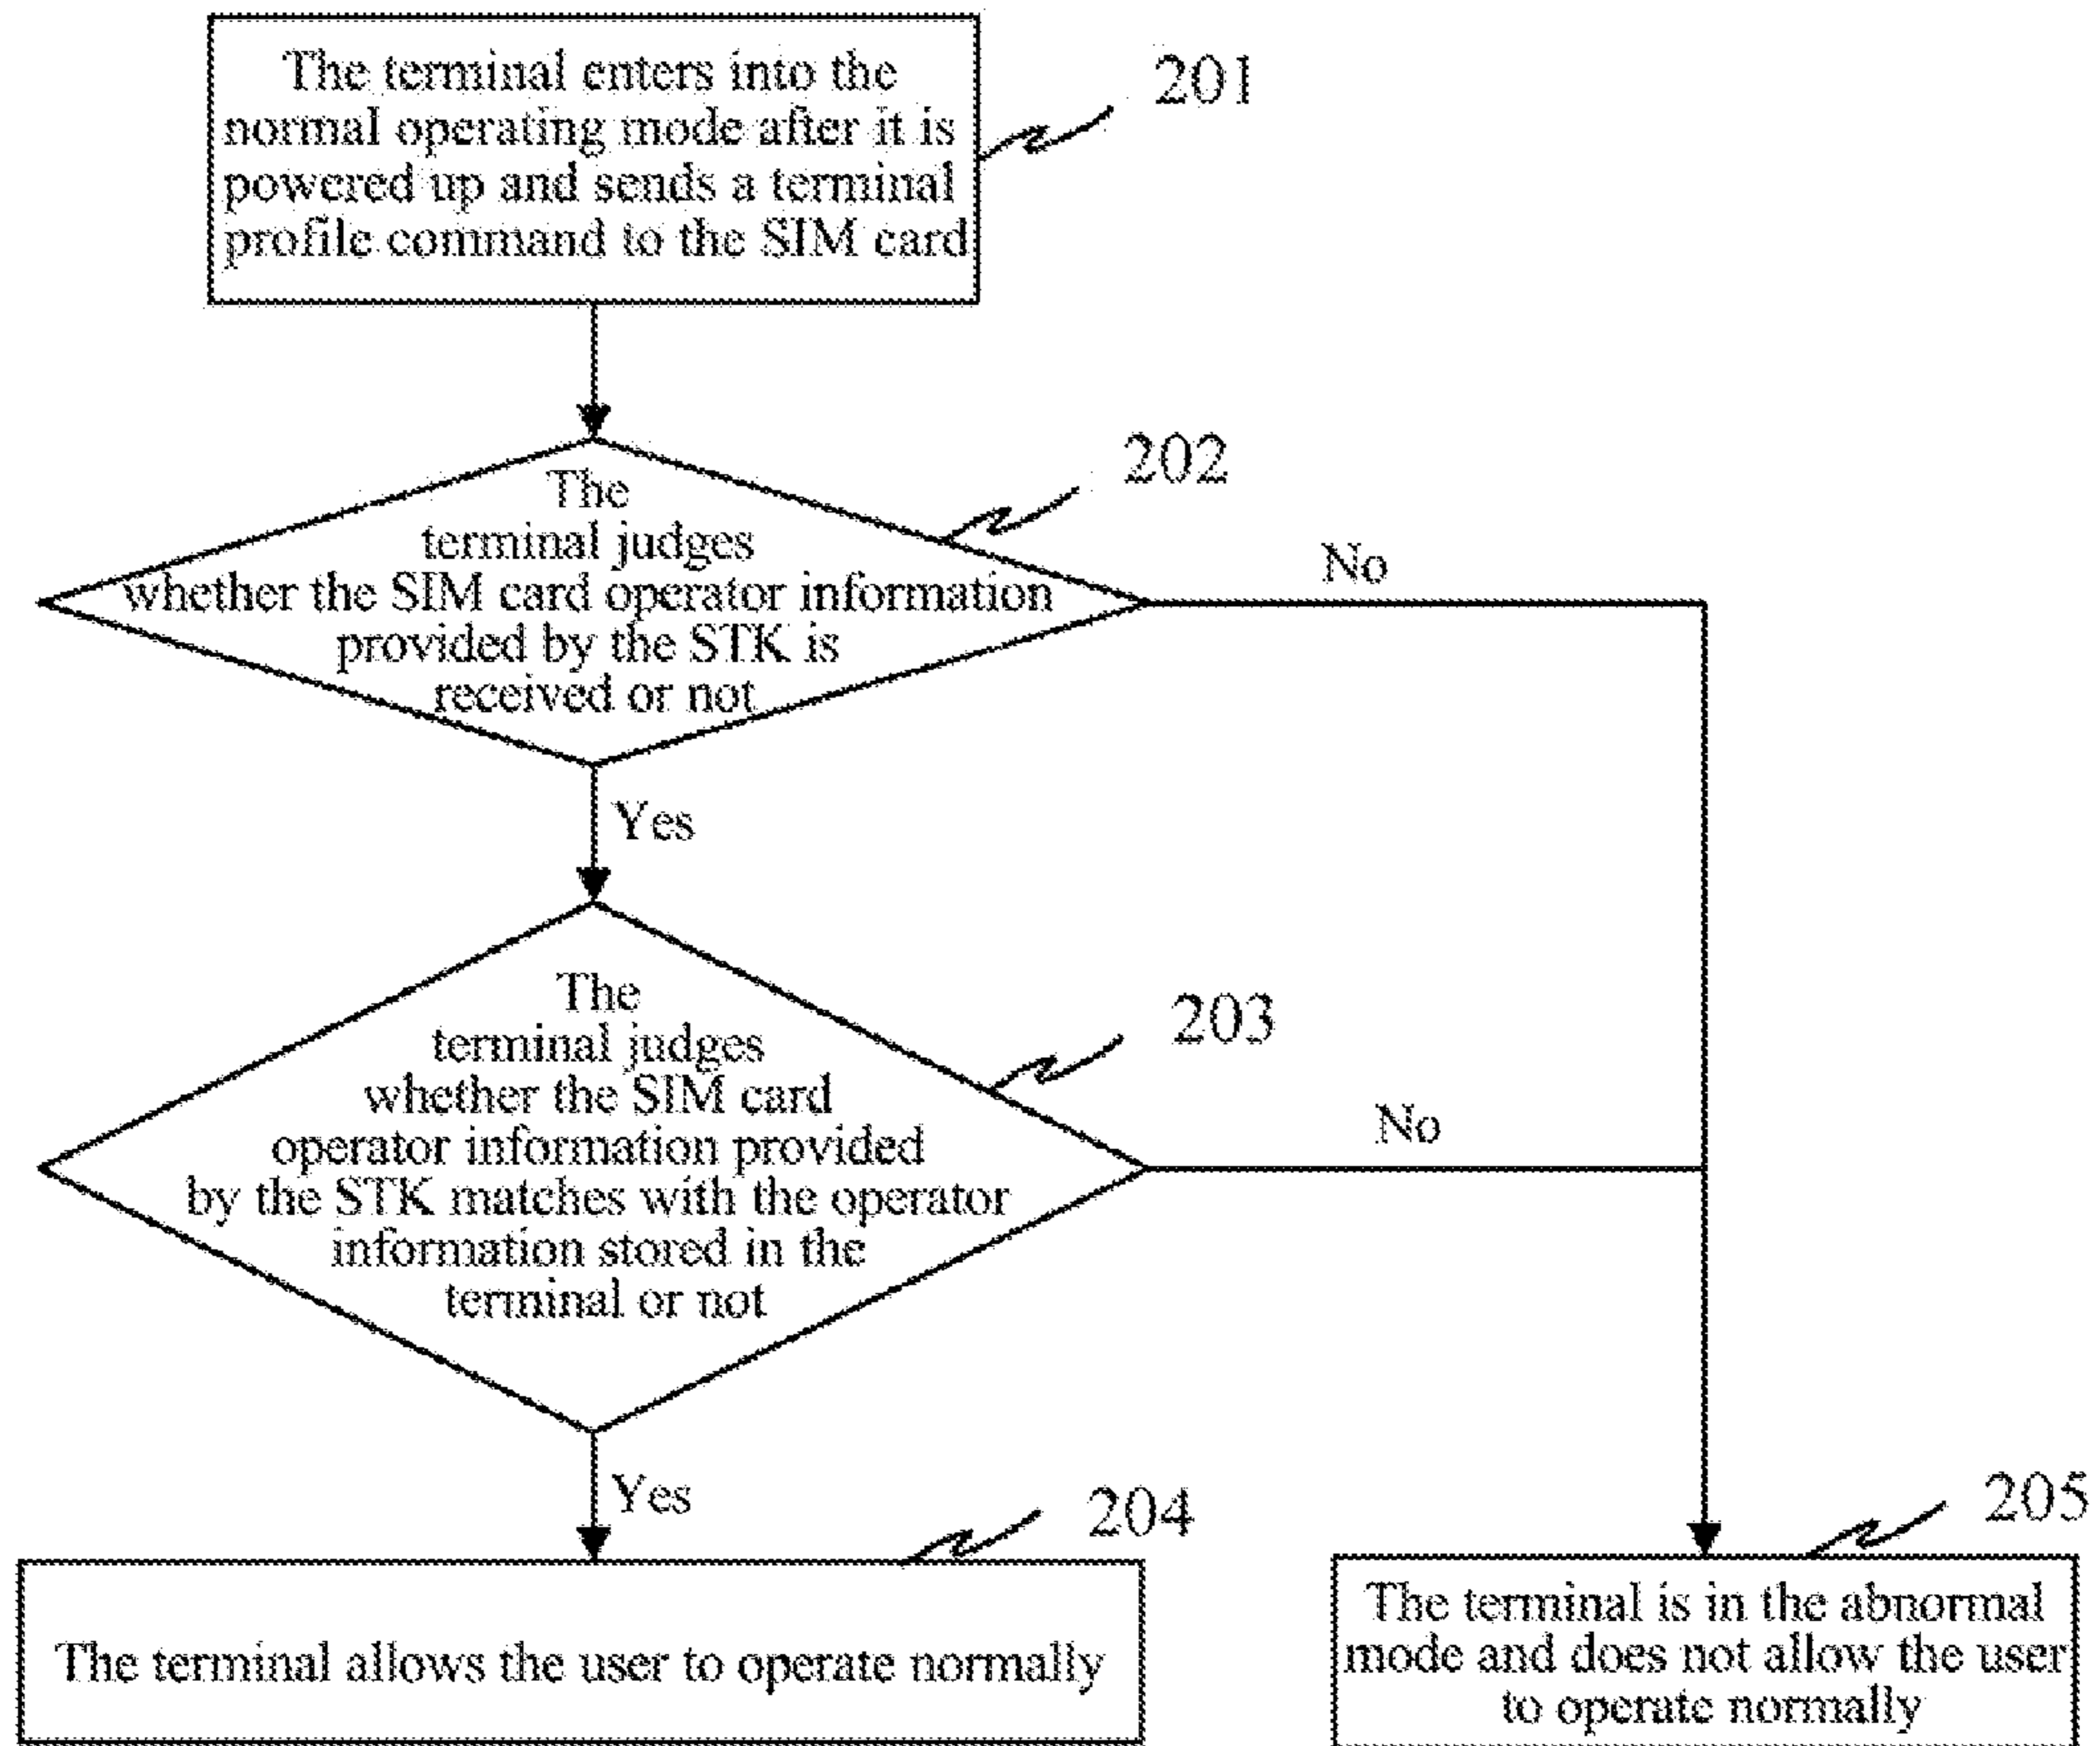 The terminal enters into the
normal operating mode after it is
powered up and sends a terminal
profile command to the SIM card
201
The
terminal judges
whether the SIM card operator information
provided by the STK is
received or not
202
No
Yes
The
terminal judges
whether the SIM card
operator information provided
by the STK matches with the operator
information stored in the
terminal or not
203
No
Yes
204
The terminal allows the user to operate normally
205
The terminal is in the abnormal
mode and does not allow the user
to operate normally